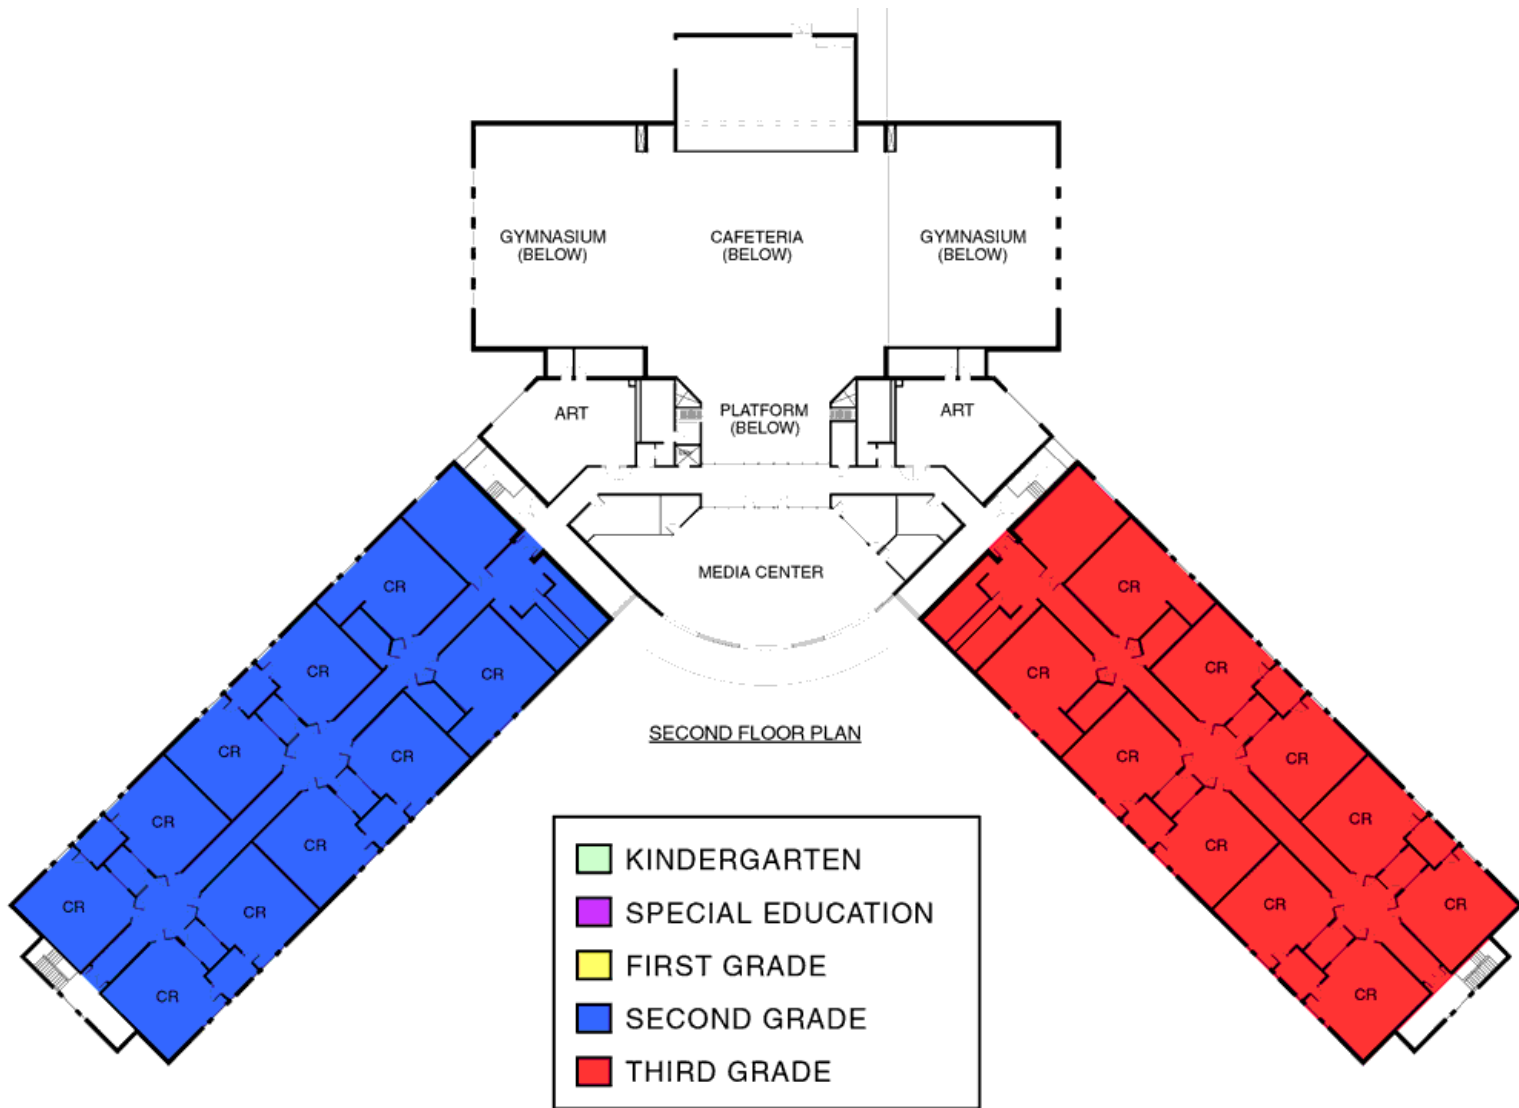 GYMNASIUM
(BELOW)
CAFETERIA
(BELOW)
GYMNASIUM
(BELOW)
ART
PLATFORM
(BELOW)
ART
MEDIA CENTER
CR
CR
CR
CR
CR
CR
CR
CR
CR
CR
SECOND FLOOR PLAN
CR
CR
CR
CR
CR
CR
CR
CR
CR
CR
KINDERGARTEN
SPECIAL EDUCATION
FIRST GRADE
SECOND GRADE
THIRD GRADE